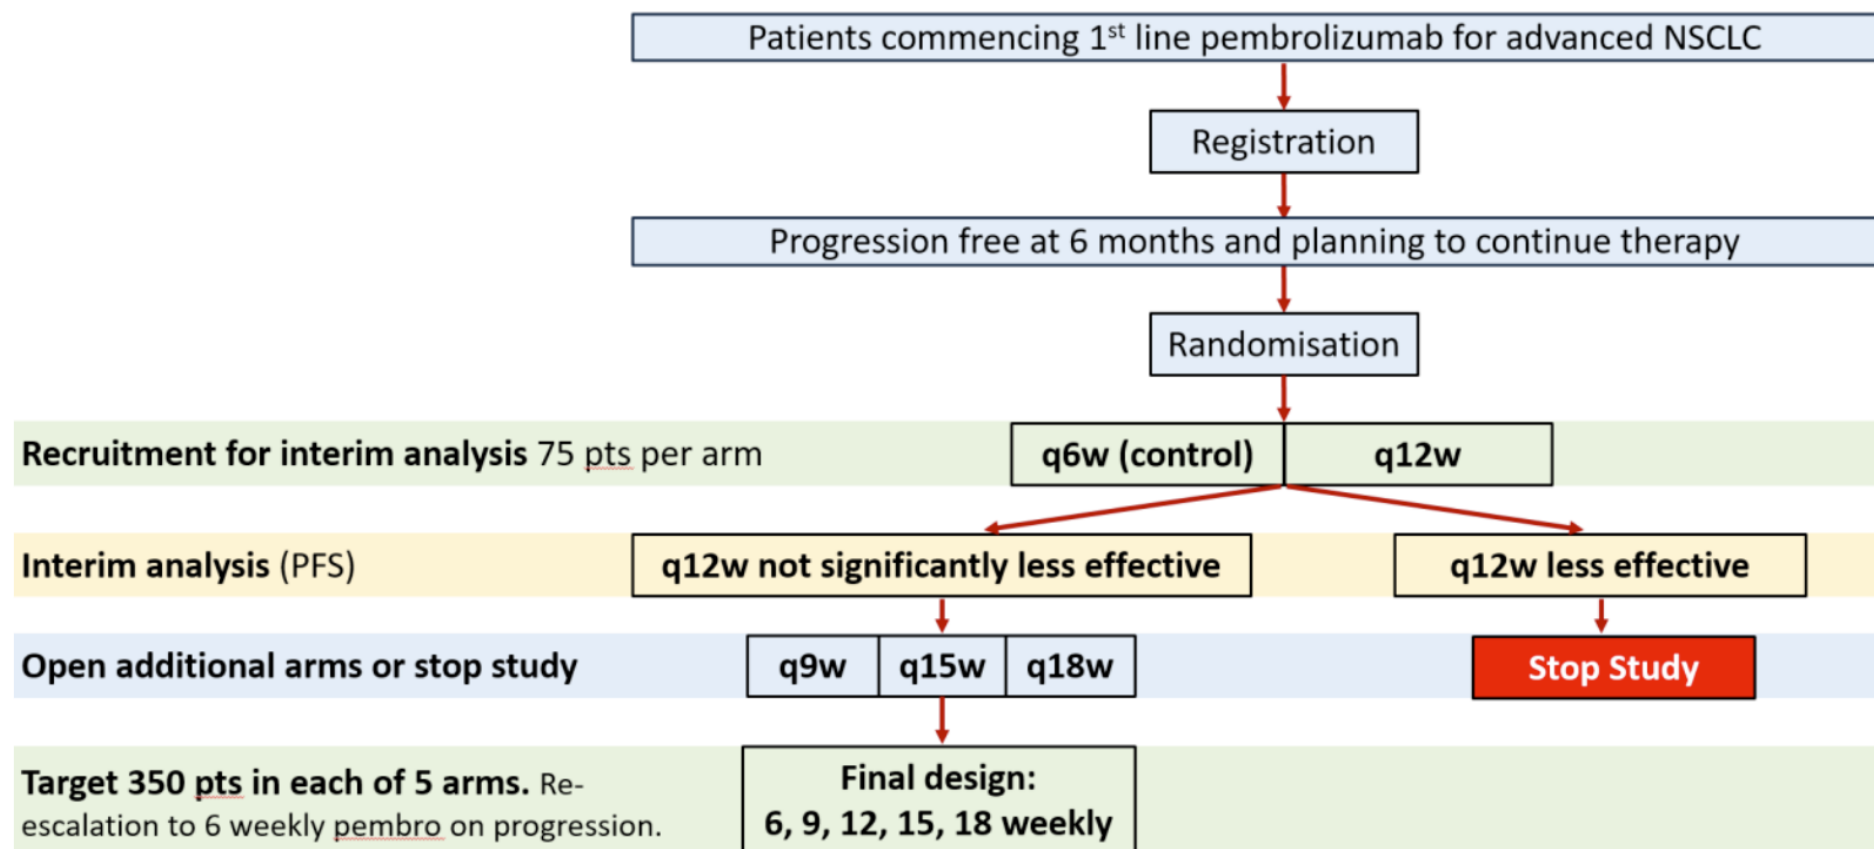 Patients commencing 1st line pembrolizumab for advanced NSCLC
Registration
Progression free at 6 months and planning to continue therapy
Randomisation
Recruitment for interim analysis 75 pts per arm
q6w (control)
q12w
Interim analysis (PFS)
q12w not significantly less effective
q12w less effective
Open additional arms or stop study
q9w
q15w
q18w
Stop Study
Target 350 pts in each of 5 arms. Re-
escalation to 6 weekly pembro on progression.
Final design:
6, 9, 12, 15, 18 weekly